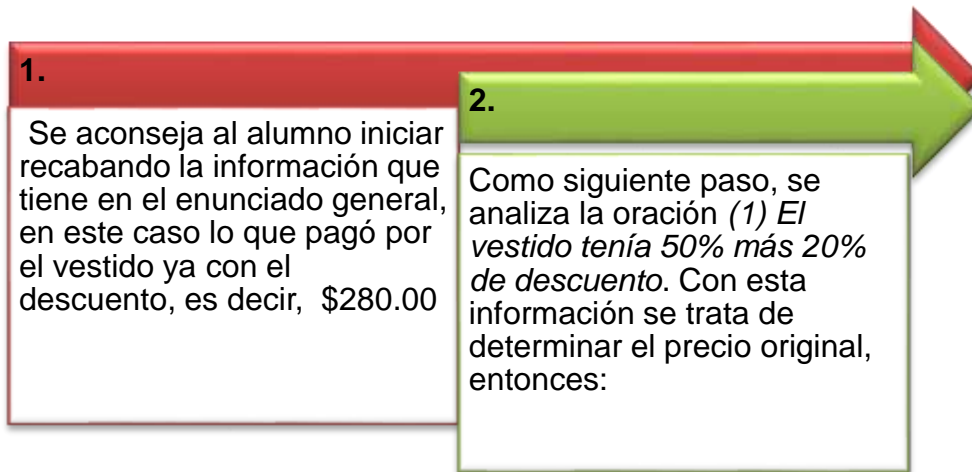 1.
Se aconseja al alumno iniciar
recabando la información que
tiene en el enunciado general,
en este caso lo que pagó por
el vestido ya con el
descuento, es decir, $280.00
2.
Como siguiente paso, se
analiza la oración (1) El
vestido tenía 50% más 20%
de descuento. Con esta
información se trata de
determinar el precio original,
entonces: